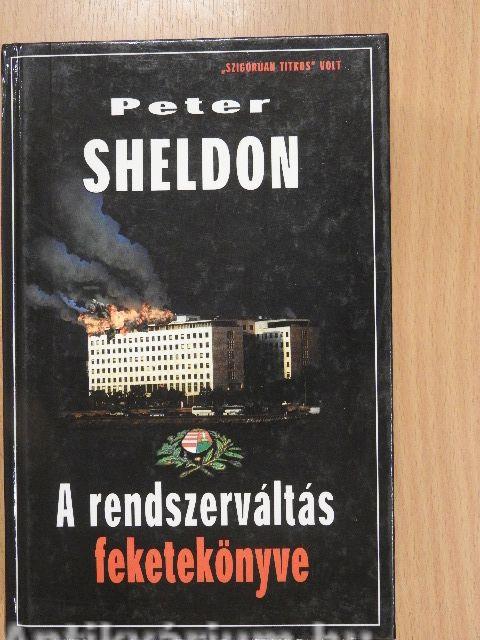 „SZIGORÚAN TITKOS" VOLT
Peter
SHELDON
A rendszerváltás
feketekönyve